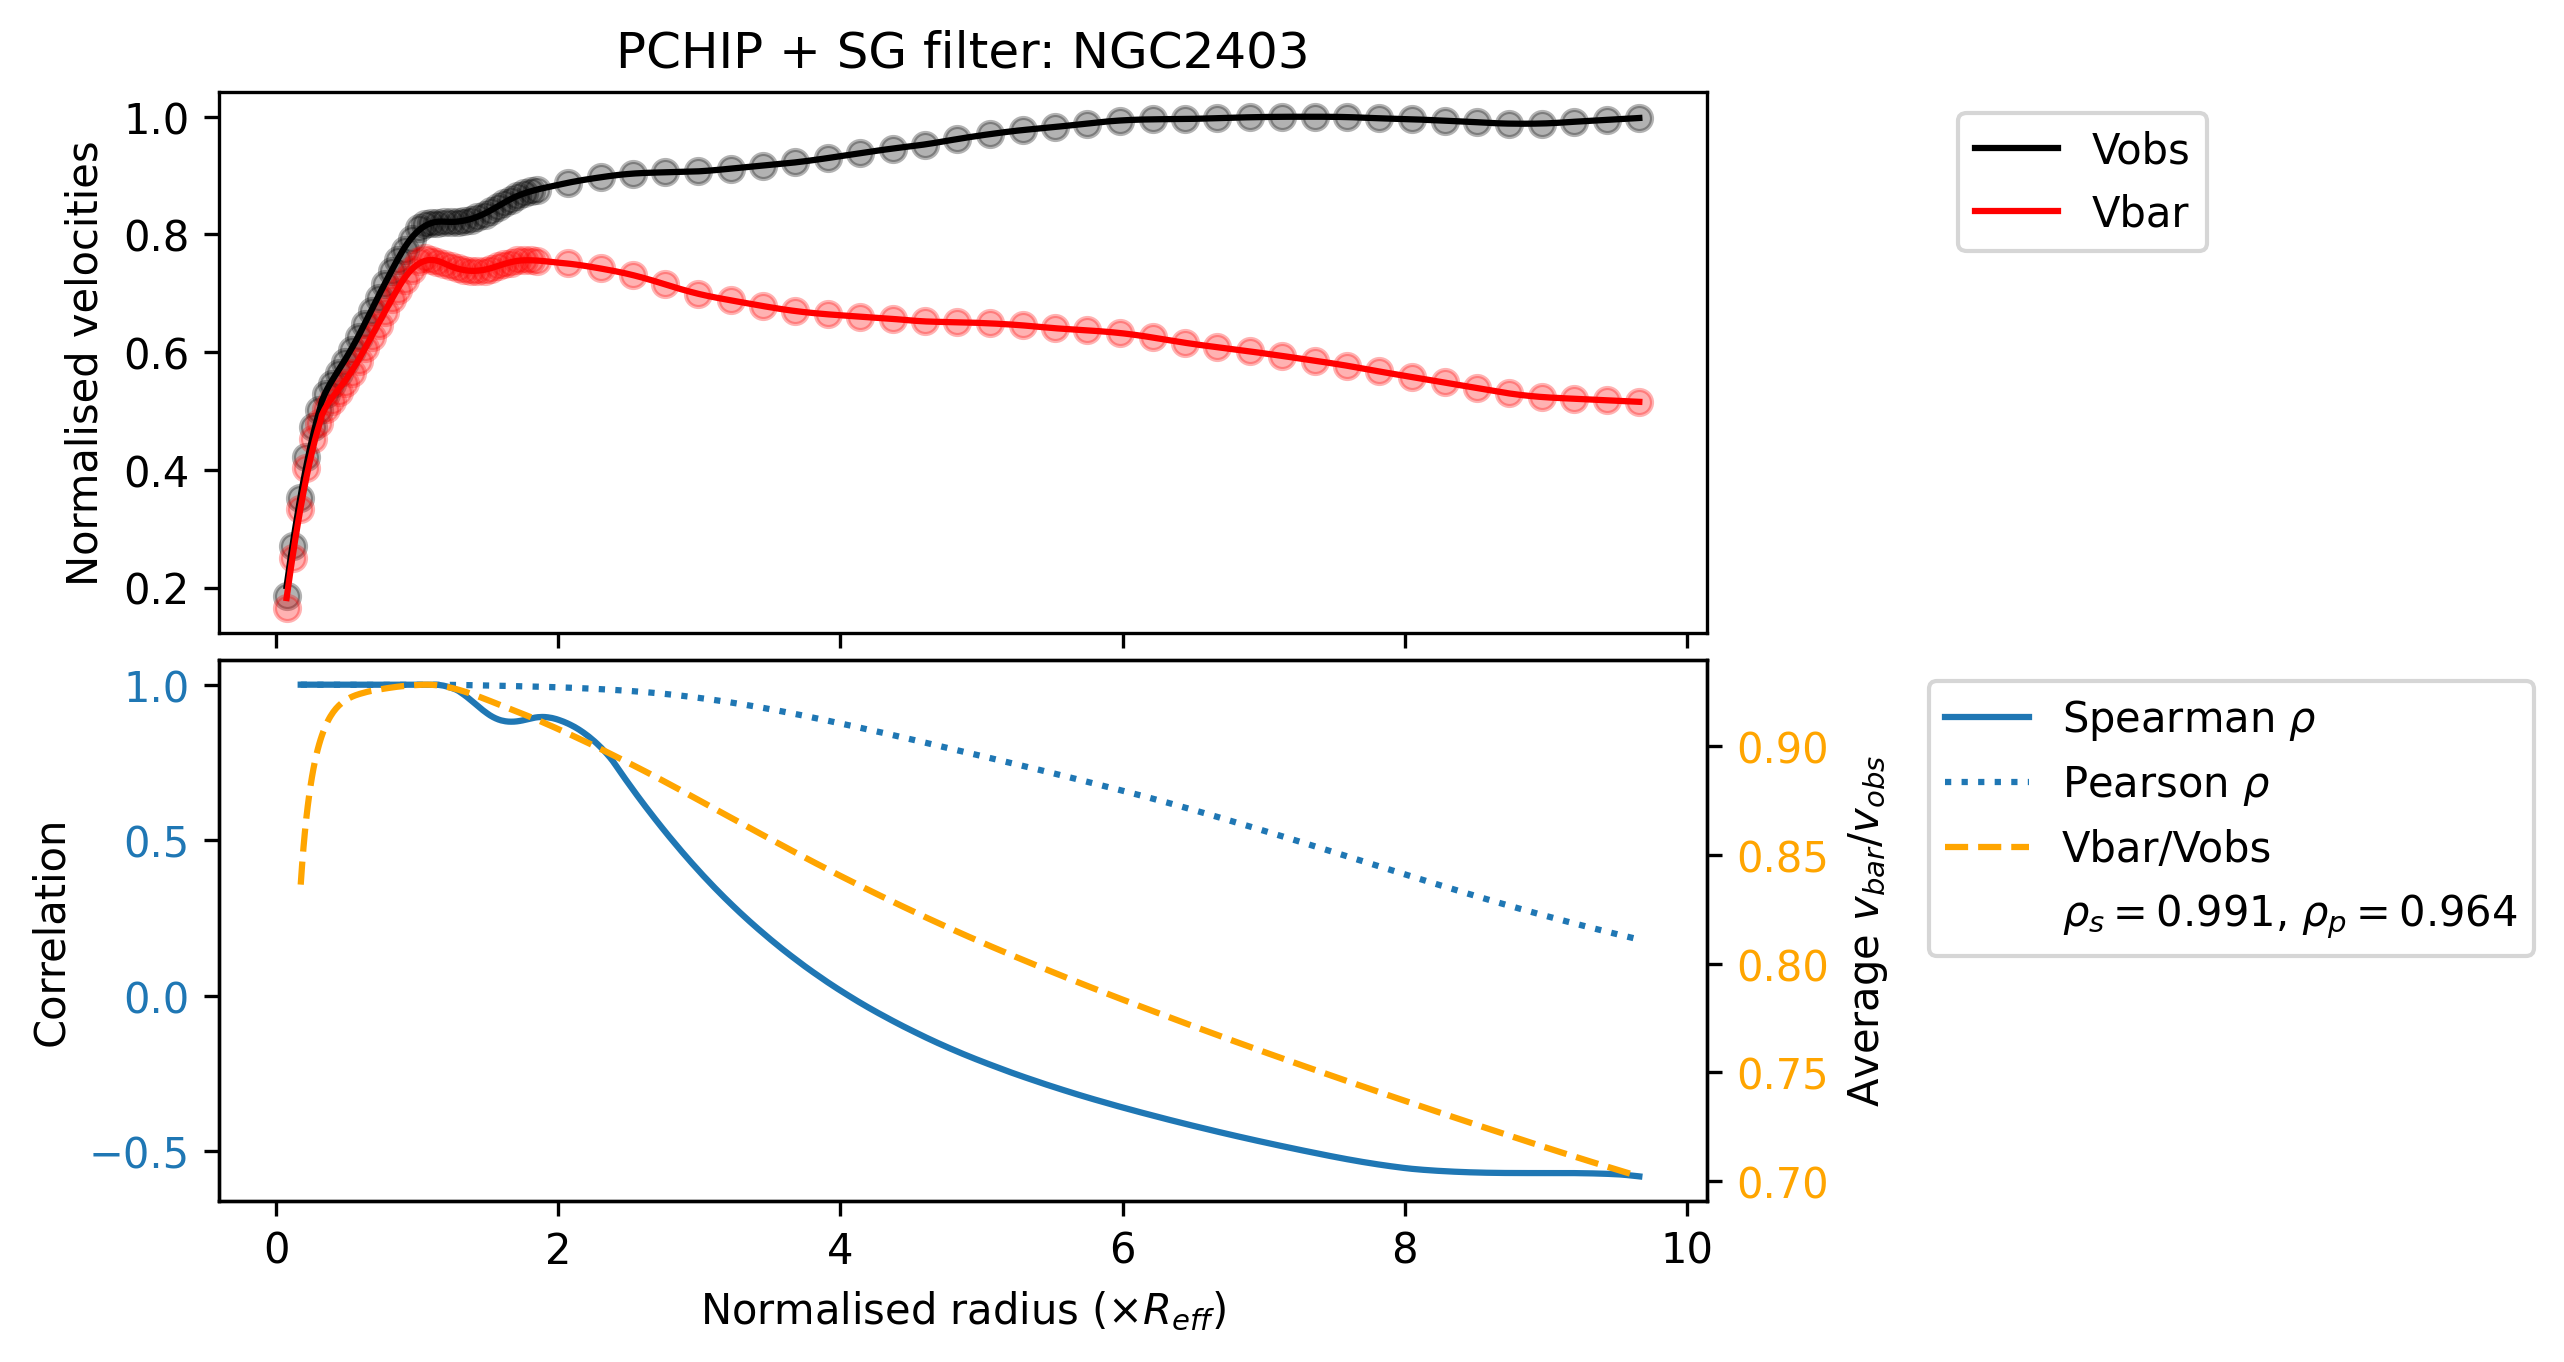 PCHIP + SG filter: NGC2403
Normalised velocities
1.0
0.8
0.6
0.4
0.2
Vobs
Vbar
Correlation
1.0
0.5
0.0
−0.5
0.90
0.85
0.80
0.75
0.70
Average v_bar/v_obs
Spearman ρ
Pearson ρ
Vbar/Vobs
ρ_s = 0.991, ρ_p = 0.964
0 2 4 6 8 10
Normalised radius (×R_eff)